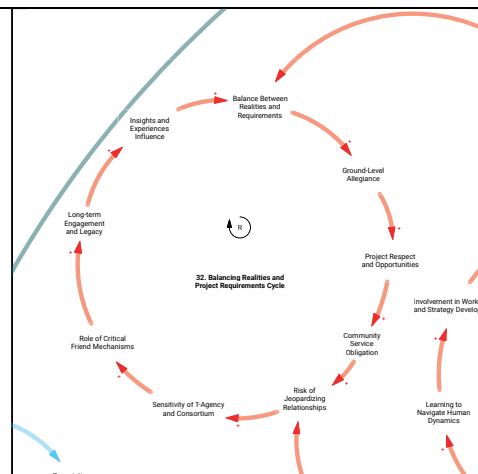 Balance Between
Realities and
Requirements
Insights and
Experiences
Influence
Ground-Level
Allegiance
Long-term
Engagement
and Legacy
R
Project Respect
and Opportunities
32. Balancing Realities and
Project Requirements Cycle
Involvement in Work
and Strategy Develop
Role of Critical
Friend Mechanisms
Community
Service
Obligation
Risk of
Jeopardizing
Relationships
Sensitivity of T-Agency
and Consortium
Learning to
Navigate Human
Dynamics